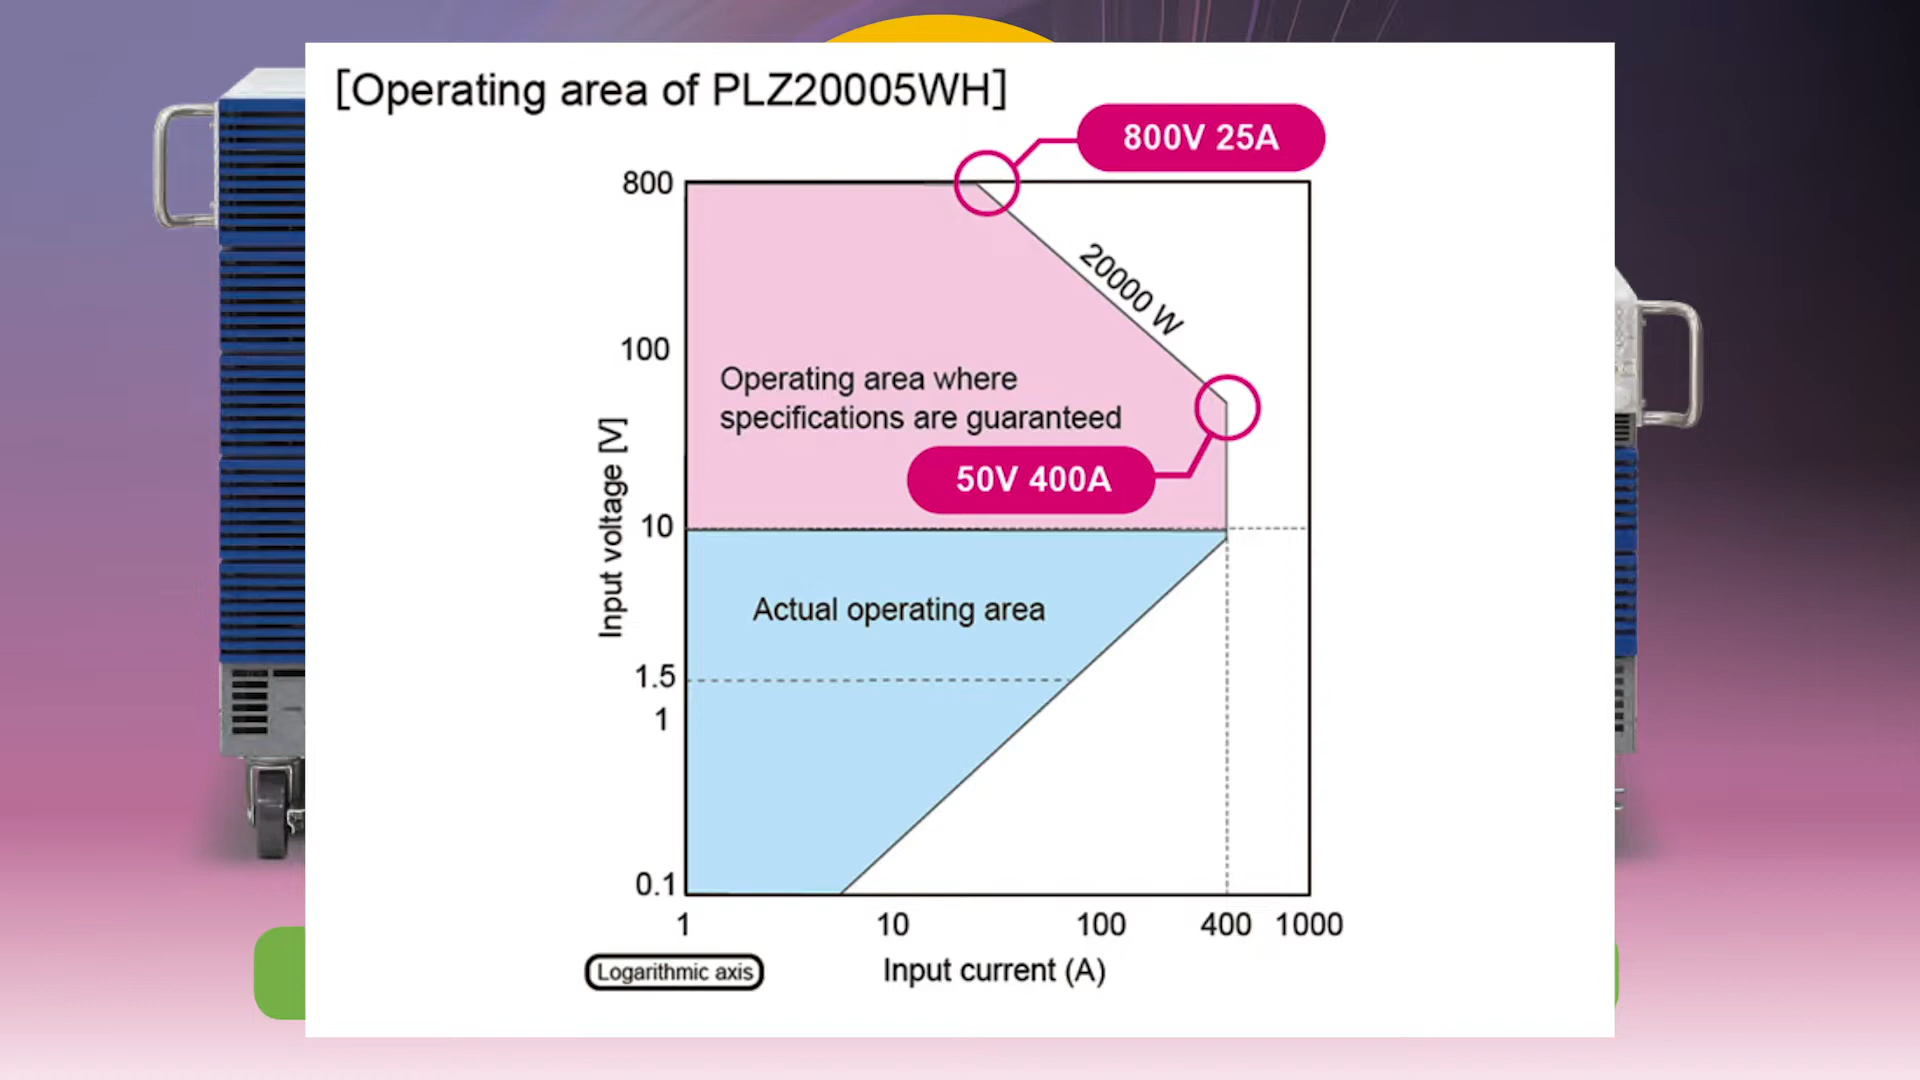 [Operating area of PLZ20005WH]
800V 25A
800
20000 W
100
Operating area where
specifications are guaranteed
50V 400A
Input voltage [V]
10
Actual operating area
1.5
1
0.1
1 10 100 400 1000
Logarithmic axis
Input current (A)